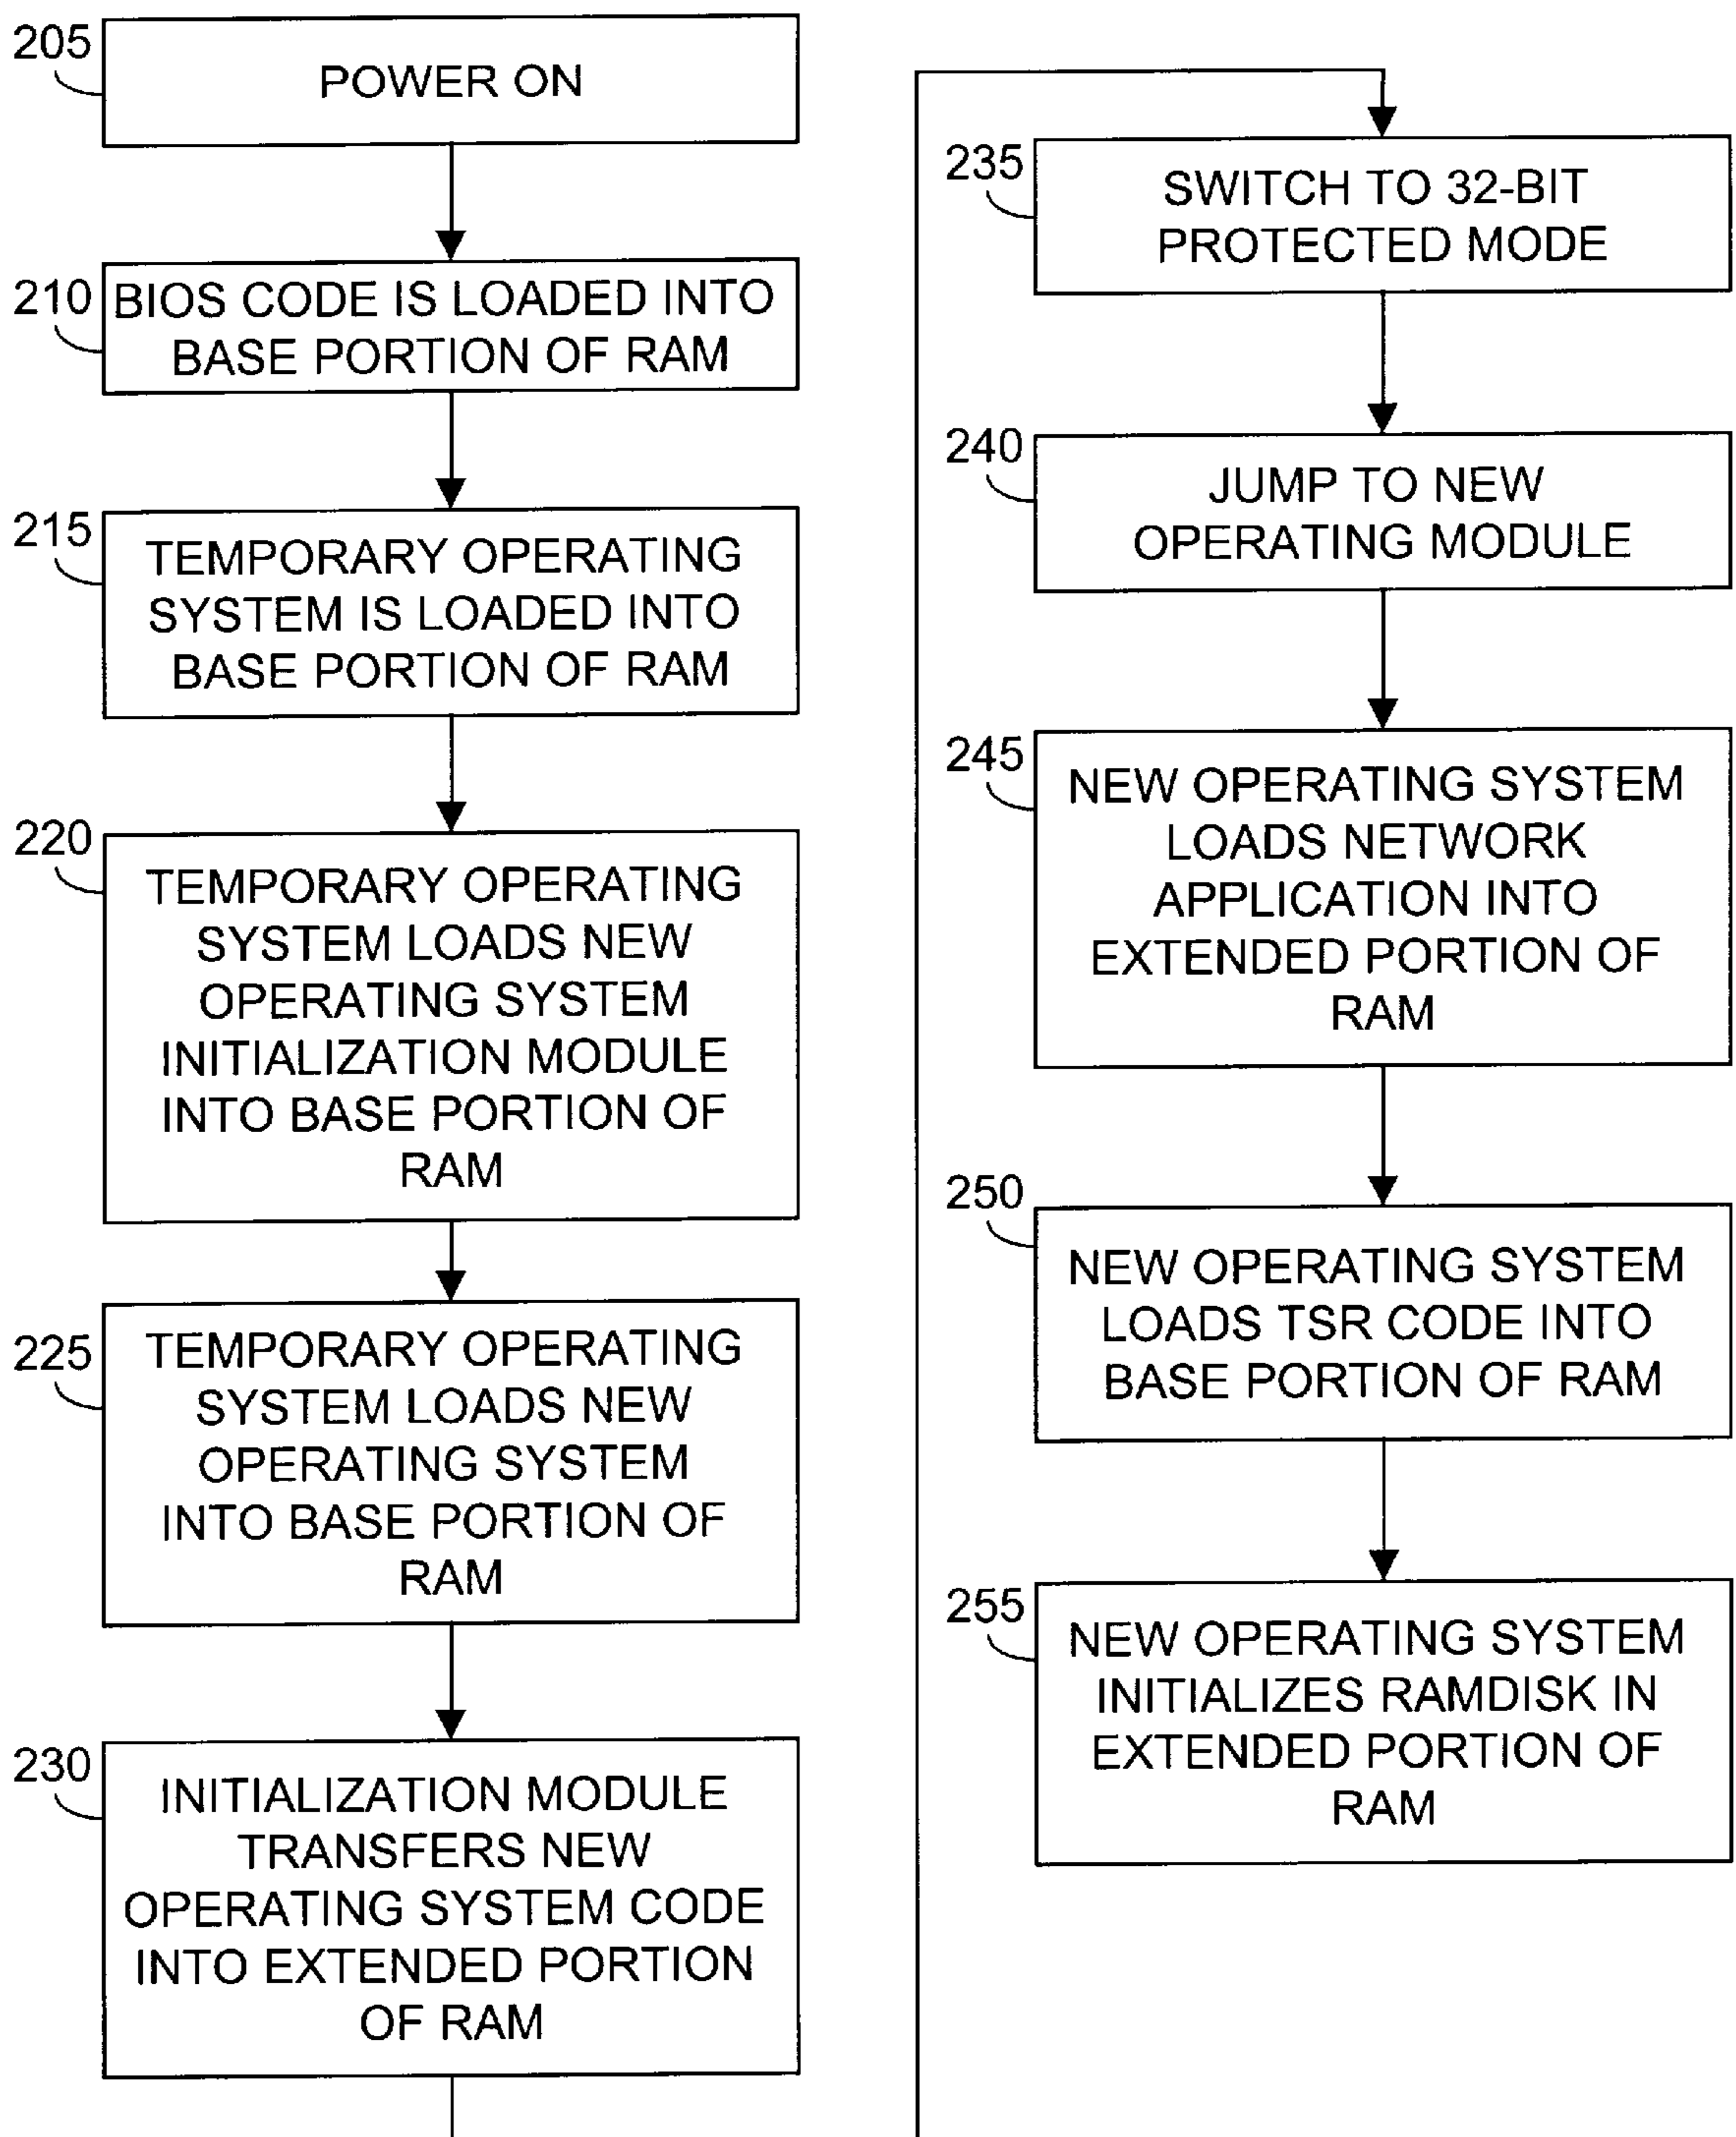 205
POWER ON
210
BIOS CODE IS LOADED INTO
BASE PORTION OF RAM
215
TEMPORARY OPERATING
SYSTEM IS LOADED INTO
BASE PORTION OF RAM
220
TEMPORARY OPERATING
SYSTEM LOADS NEW
OPERATING SYSTEM
INITIALIZATION MODULE
INTO BASE PORTION OF
RAM
225
TEMPORARY OPERATING
SYSTEM LOADS NEW
OPERATING SYSTEM
INTO BASE PORTION OF
RAM
230
INITIALIZATION MODULE
TRANSFERS NEW
OPERATING SYSTEM CODE
INTO EXTENDED PORTION
OF RAM
235
SWITCH TO 32-BIT
PROTECTED MODE
240
JUMP TO NEW
OPERATING MODULE
245
NEW OPERATING SYSTEM
LOADS NETWORK
APPLICATION INTO
EXTENDED PORTION OF
RAM
250
NEW OPERATING SYSTEM
LOADS TSR CODE INTO
BASE PORTION OF RAM
255
NEW OPERATING SYSTEM
INITIALIZES RAMDISK IN
EXTENDED PORTION OF
RAM